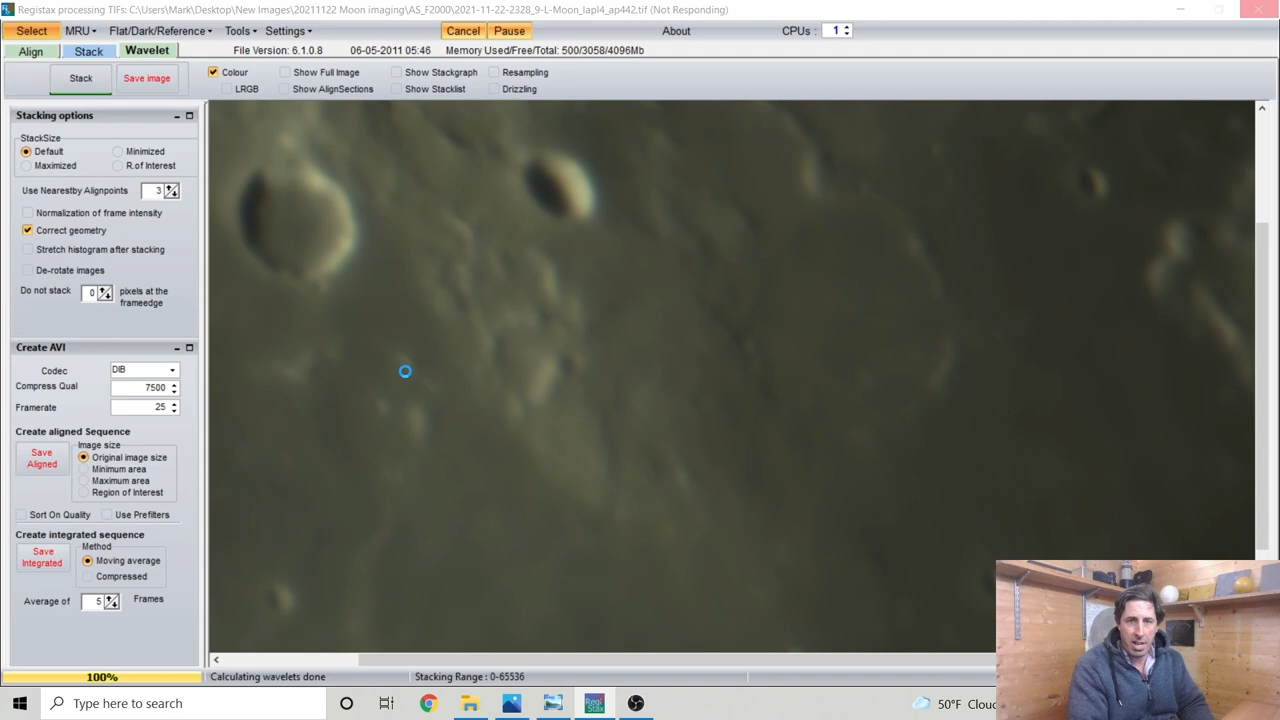 Registax processing TIFs: C:\Users\Mark\Desktop\New Images\20211122 Moon imaging\AS_F2000\2021-11-22-2328_9-L-Moon_lapl4_ap442.tif (Not Responding)
Select MRU Flat/Dark/Reference Tools Settings Cancel Pause About CPUs: 1
Align Stack Wavelet File Version: 6.1.0.8 06-05-2011 05:46 Memory Used/Free/Total: 500/3058/4096Mb
Stack Save image Colour Show Full Image Show Stackgraph Resampling
LRGB Show AlignSections Show Stacklist Drizzling
Stacking options
StackSize
Default Minimized
Maximized R.of Interest
Use Nearestby Alignpoints 3
Normalization of frame intensity
Correct geometry
Stretch histogram after stacking
De-rotate images
Do not stack 0 pixels at the
frameedge
Create AVI
Codec DIB
Compress Qual 7500
Framerate 25
Create aligned Sequence
Image size
Save
Aligned
Original image size
Minimum area
Maximum area
Region of Interest
Sort On Quality Use Prefilters
Create integrated sequence
Method
Save
Integrated
Moving average
Compressed
Average of 5 Frames
100% Calculating wavelets done Stacking Range : 0-65536
Type here to search 50°F